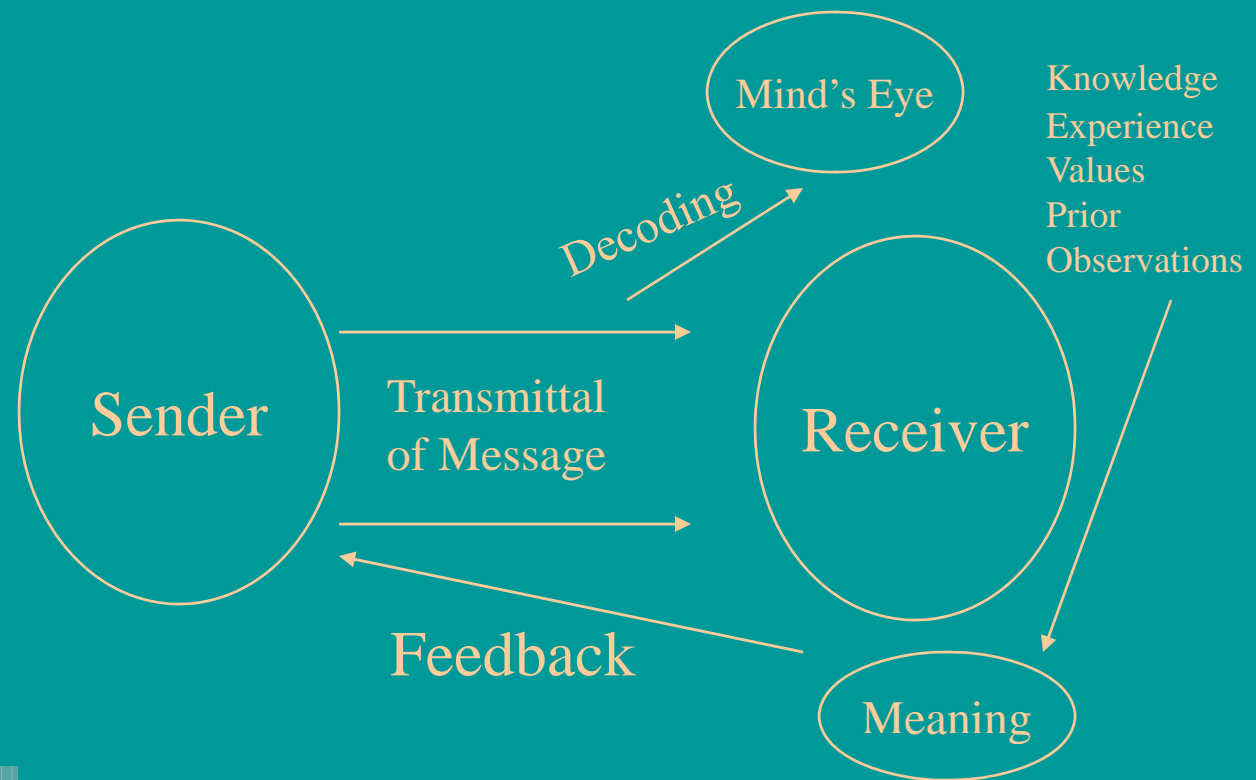 Mind's Eye
Knowledge
Experience
Values
Prior
Observations
Decoding
Sender
Transmittal
of Message
Receiver
Feedback
Meaning